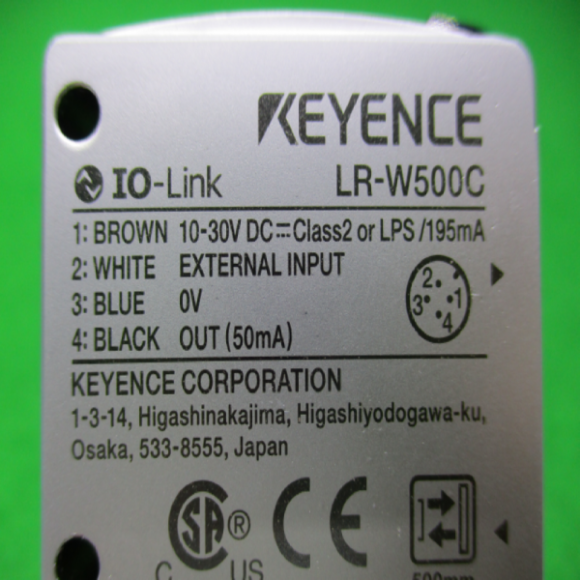 KEYENCE
IO-Link LR-W500C
1: BROWN 10-30V DC⎓Class2 or LPS /195mA
2: WHITE EXTERNAL INPUT
3: BLUE 0V
4: BLACK OUT (50mA)
2
3 1
4
KEYENCE CORPORATION
1-3-14, Higashinakajima, Higashiyodogawa-ku,
Osaka, 533-8555, Japan
SA ® CE
C US
500mm